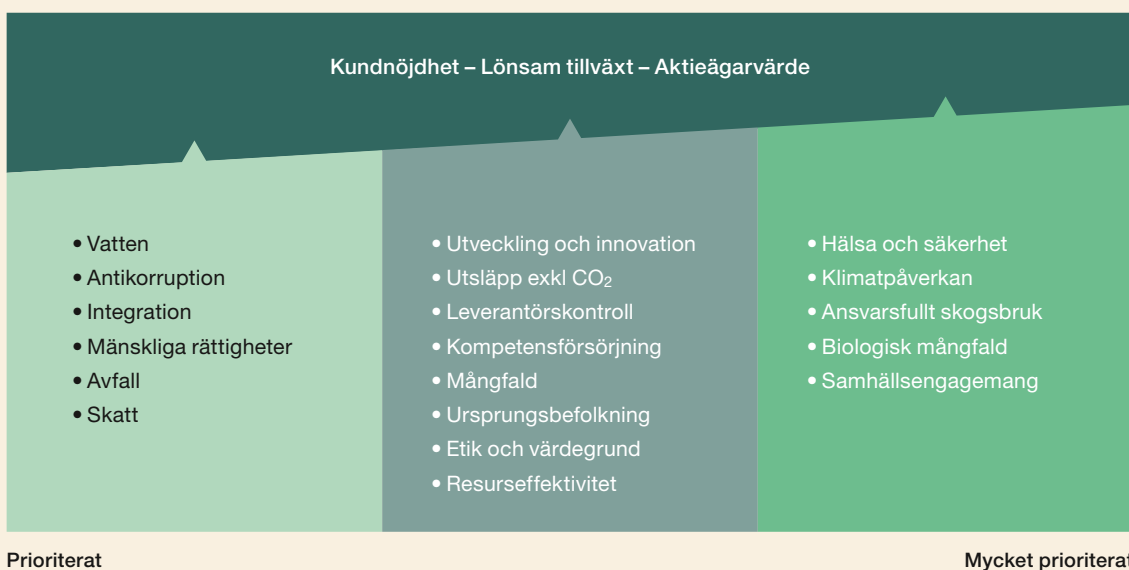 Kundnöjdhet – Lönsam tillväxt – Aktieägarvärde
• Vatten
• Antikorruption
• Integration
• Mänskliga rättigheter
• Avfall
• Skatt
• Utveckling och innovation
• Utsläpp exkl CO₂
• Leverantörskontroll
• Kompetensförsörjning
• Mångfald
• Ursprungsbefolkning
• Etik och värdegrund
• Resurseffektivitet
• Hälsa och säkerhet
• Klimatpåverkan
• Ansvarsfullt skogsbruk
• Biologisk mångfald
• Samhällsengagemang
Prioriterat
Mycket prioriterat